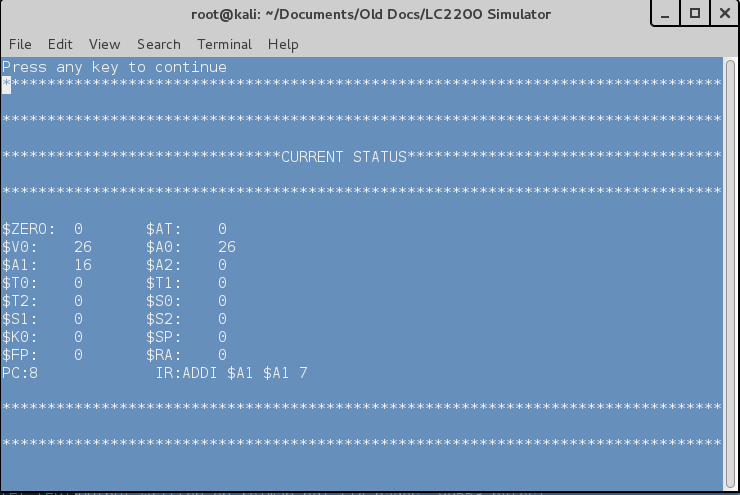 root@kali: ~/Documents/Old Docs/LC2200 Simulator
File Edit View Search Terminal Help
Press any key to continue
********************************************************************************
********************************************************************************
*******************************CURRENT STATUS***********************************
********************************************************************************
$ZERO: 0 $AT: 0
$V0: 26 $A0: 26
$A1: 16 $A2: 0
$T0: 0 $T1: 0
$T2: 0 $S0: 0
$S1: 0 $S2: 0
$K0: 0 $SP: 0
$FP: 0 $RA: 0
PC:8 IR:ADDI $A1 $A1 7
********************************************************************************
********************************************************************************